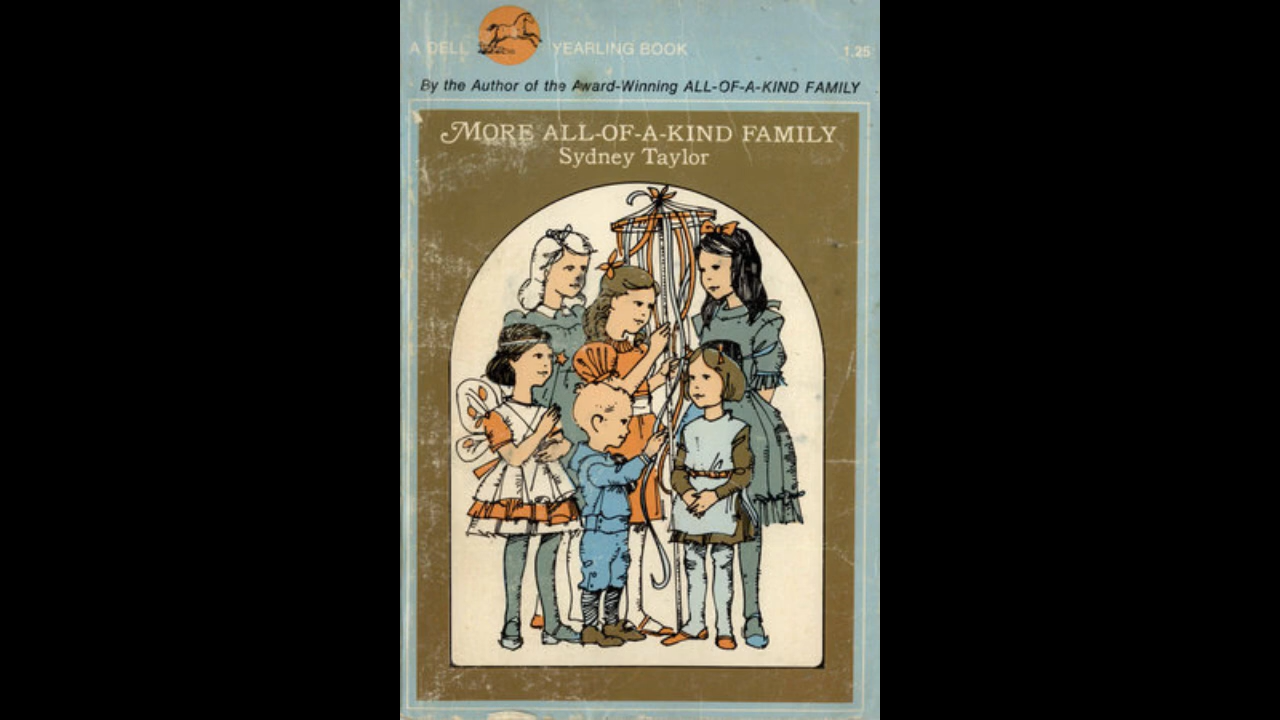 A DELL YEARLING BOOK 1.25
By the Author of the Award-Winning ALL-OF-A-KIND FAMILY
MORE ALL-OF-A-KIND FAMILY
Sydney Taylor